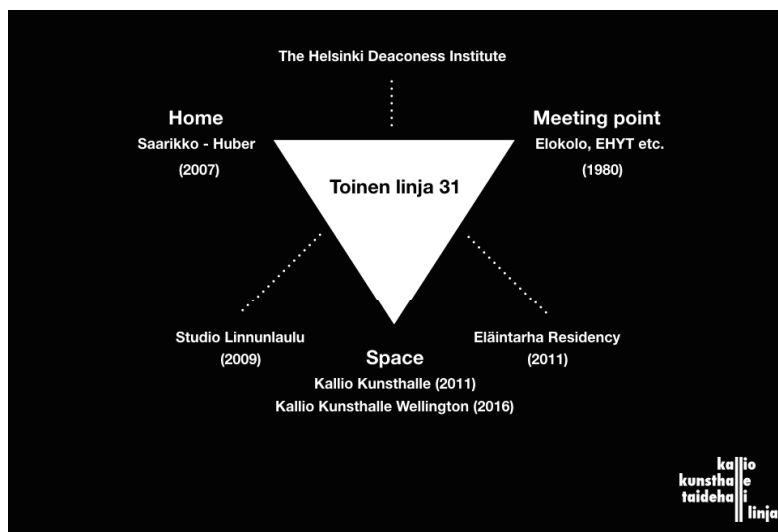 The Helsinki Deaconess Institute
Home
Saarikko - Huber
(2007)
Meeting point
Elokolo, EHYT etc.
(1980)
Toinen linja 31
Studio Linnunlaulu
(2009)
Space
Kallio Kunsthalle (2011)
Kallio Kunsthalle Wellington (2016)
Eläintarha Residency
(2011)
kallio
kunsthalle
taidehalli
linja